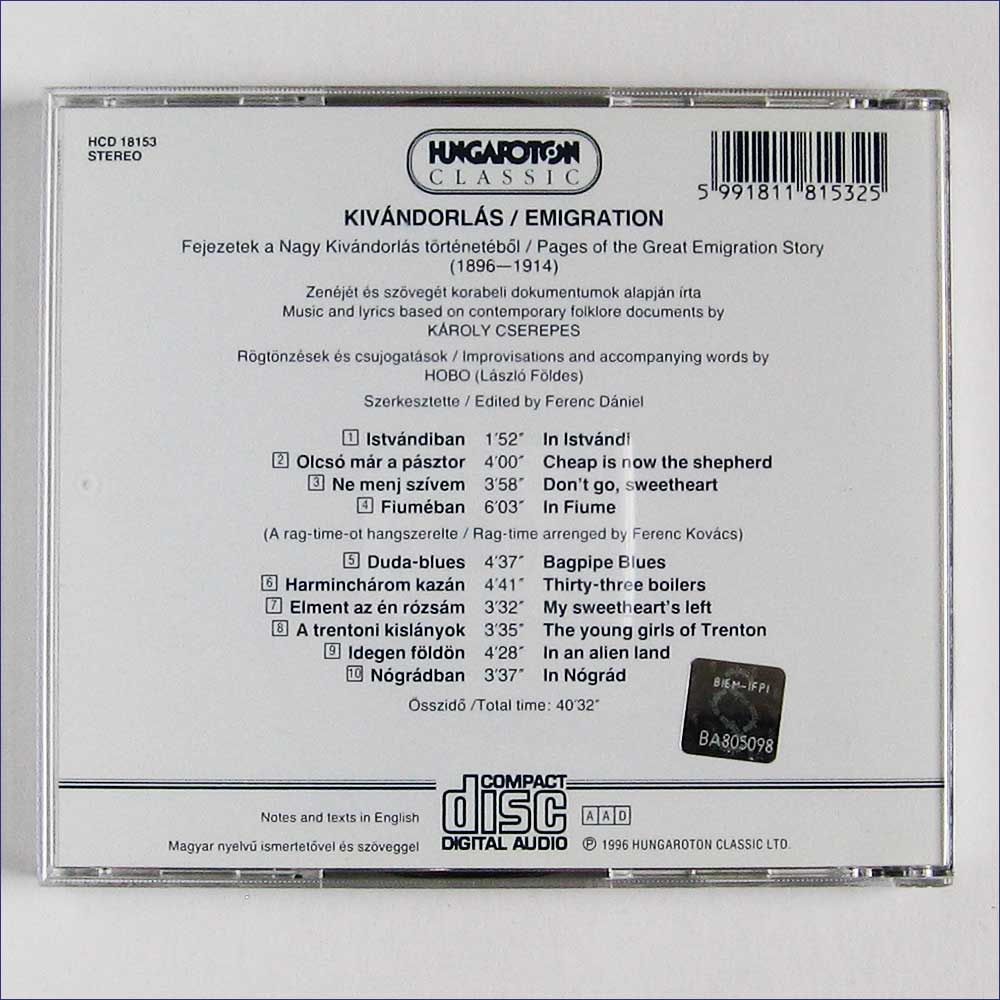 HCD 18153
STEREO
HUNGAROTON
CLASSIC
5 991811 815325
KIVÁNDORLÁS / EMIGRATION
Fejezetek a Nagy Kivándorlás történetéből / Pages of the Great Emigration Story
(1896—1914)
Zenéjét és szövegét korabeli dokumentumok alapján írta
Music and lyrics based on contemporary folklore documents by
KÁROLY CSEREPES
Rögtönzések és csujogatások / Improvisations and accompanying words by
HOBO (László Földes)
Szerkesztette / Edited by Ferenc Dániel
1 Istvándiban 1′52″ In Istvándi
2 Olcsó már a pásztor 4′00″ Cheap is now the shepherd
3 Ne menj szívem 3′58″ Don't go, sweetheart
4 Fiuméban 6′03″ In Fiume
(A rag-time-ot hangszerelte / Rag-time arranged by Ferenc Kovács)
5 Duda-blues 4′37″ Bagpipe Blues
6 Harminchárom kazán 4′41″ Thirty-three boilers
7 Elment az én rózsám 3′32″ My sweetheart's left
8 A trentoni kislányok 3′35″ The young girls of Trenton
9 Idegen földön 4′28″ In an alien land
10 Nógrádban 3′37″ In Nógrád
Összidő /Total time: 40′32″
BIEM-IFPI
BA805098
COMPACT
disc
DIGITAL AUDIO
Notes and texts in English
Magyar nyelvű ismertetővel és szöveggel
AAD
℗ 1996 HUNGAROTON CLASSIC LTD.